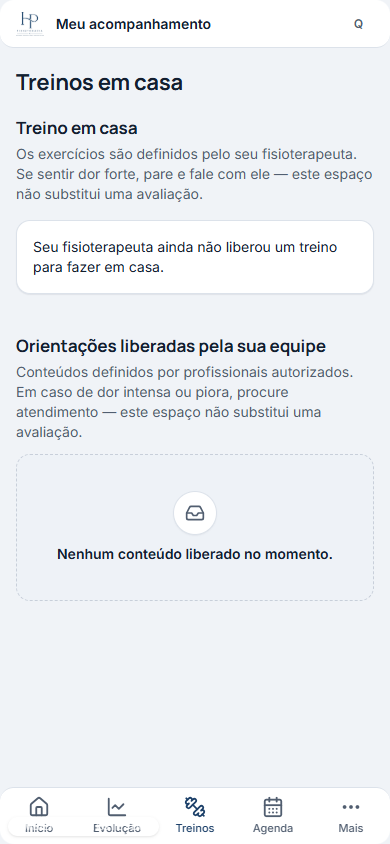 HP
Meu acompanhamento
Q
Treinos em casa
Treino em casa
Os exercícios são definidos pelo seu fisioterapeuta.
Se sentir dor forte, pare e fale com ele — este espaço
não substitui uma avaliação.
Seu fisioterapeuta ainda não liberou um treino
para fazer em casa.
Orientações liberadas pela sua equipe
Conteúdos definidos por profissionais autorizados.
Em caso de dor intensa ou piora, procure
atendimento — este espaço não substitui uma
avaliação.
Nenhum conteúdo liberado no momento.
Início
Evolução
Treinos
Agenda
Mais